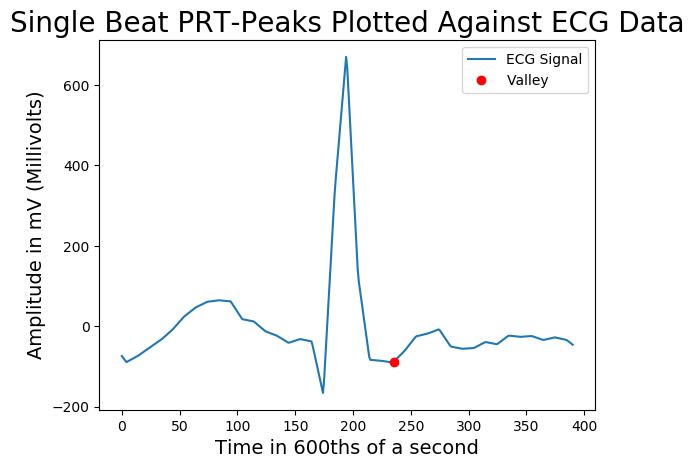 Single Beat PRT-Peaks Plotted Against ECG Data
ECG Signal
Valley
Amplitude in mV (Millivolts)
600
400
200
0
−200
0 50 100 150 200 250 300 350 400
Time in 600ths of a second